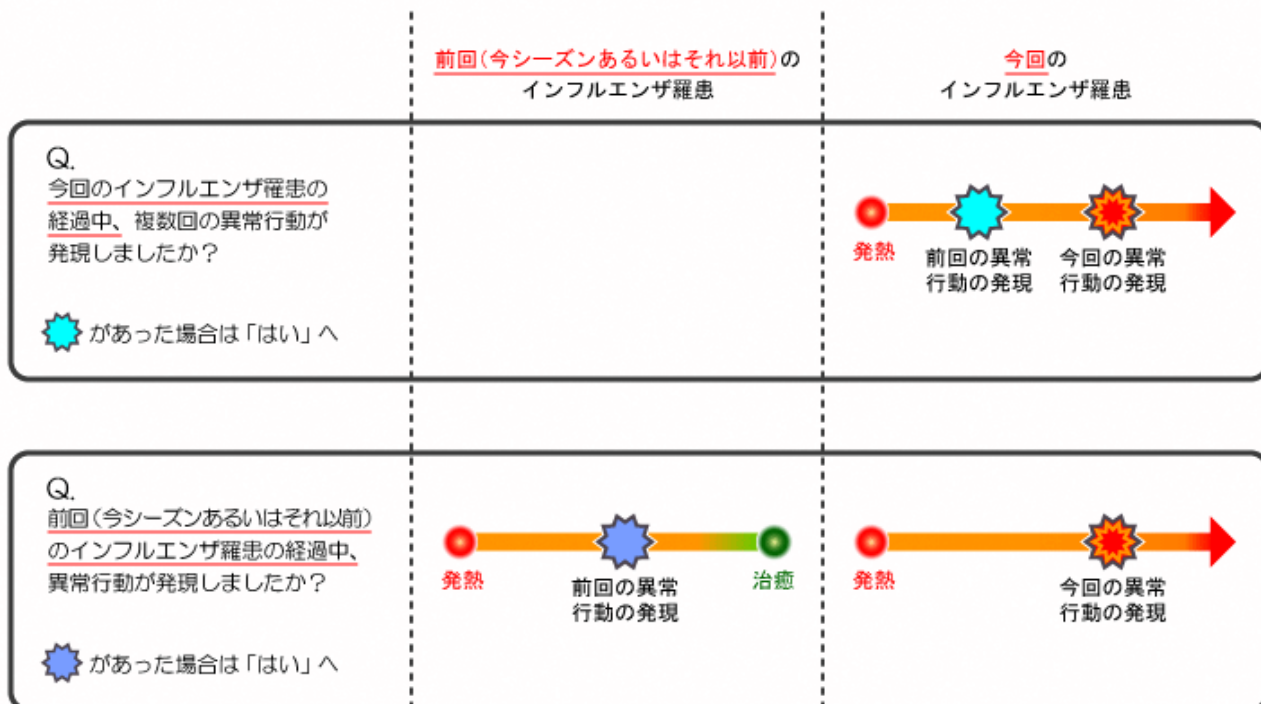 前回(今シーズンあるいはそれ以前)の
インフルエンザ罹患
今回の
インフルエンザ罹患
Q.
今回のインフルエンザ罹患の
経過中、複数回の異常行動が
発現しましたか?
があった場合は「はい」へ
発熱
前回の異常
行動の発現
今回の異常
行動の発現
Q.
前回(今シーズンあるいはそれ以前)
のインフルエンザ罹患の経過中、
異常行動が発現しましたか?
があった場合は「はい」へ
発熱
前回の異常
行動の発現
治癒
発熱
今回の異常
行動の発現